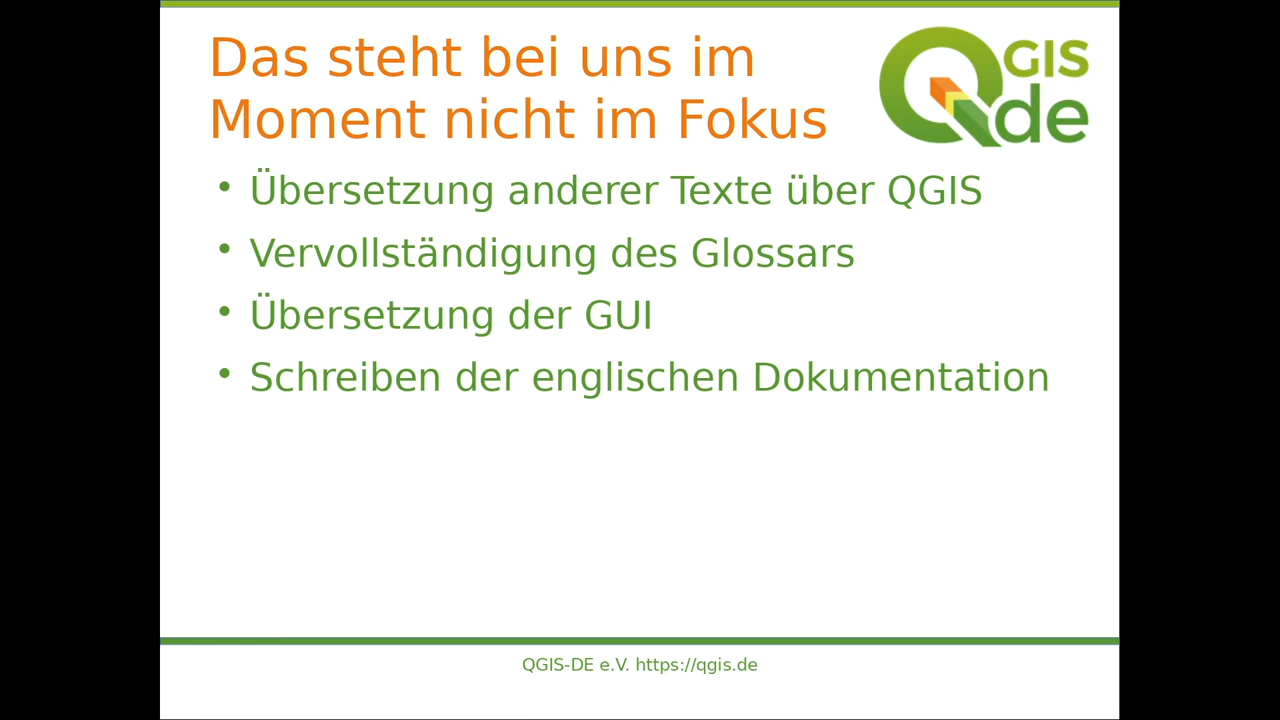 Das steht bei uns im
Moment nicht im Fokus
QGIS
de
• Übersetzung anderer Texte über QGIS
• Vervollständigung des Glossars
• Übersetzung der GUI
• Schreiben der englischen Dokumentation
QGIS-DE e.V. https://qgis.de